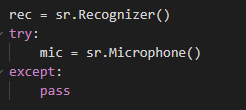 rec = sr.Recognizer()
try:
    mic = sr.Microphone()
except:
    pass